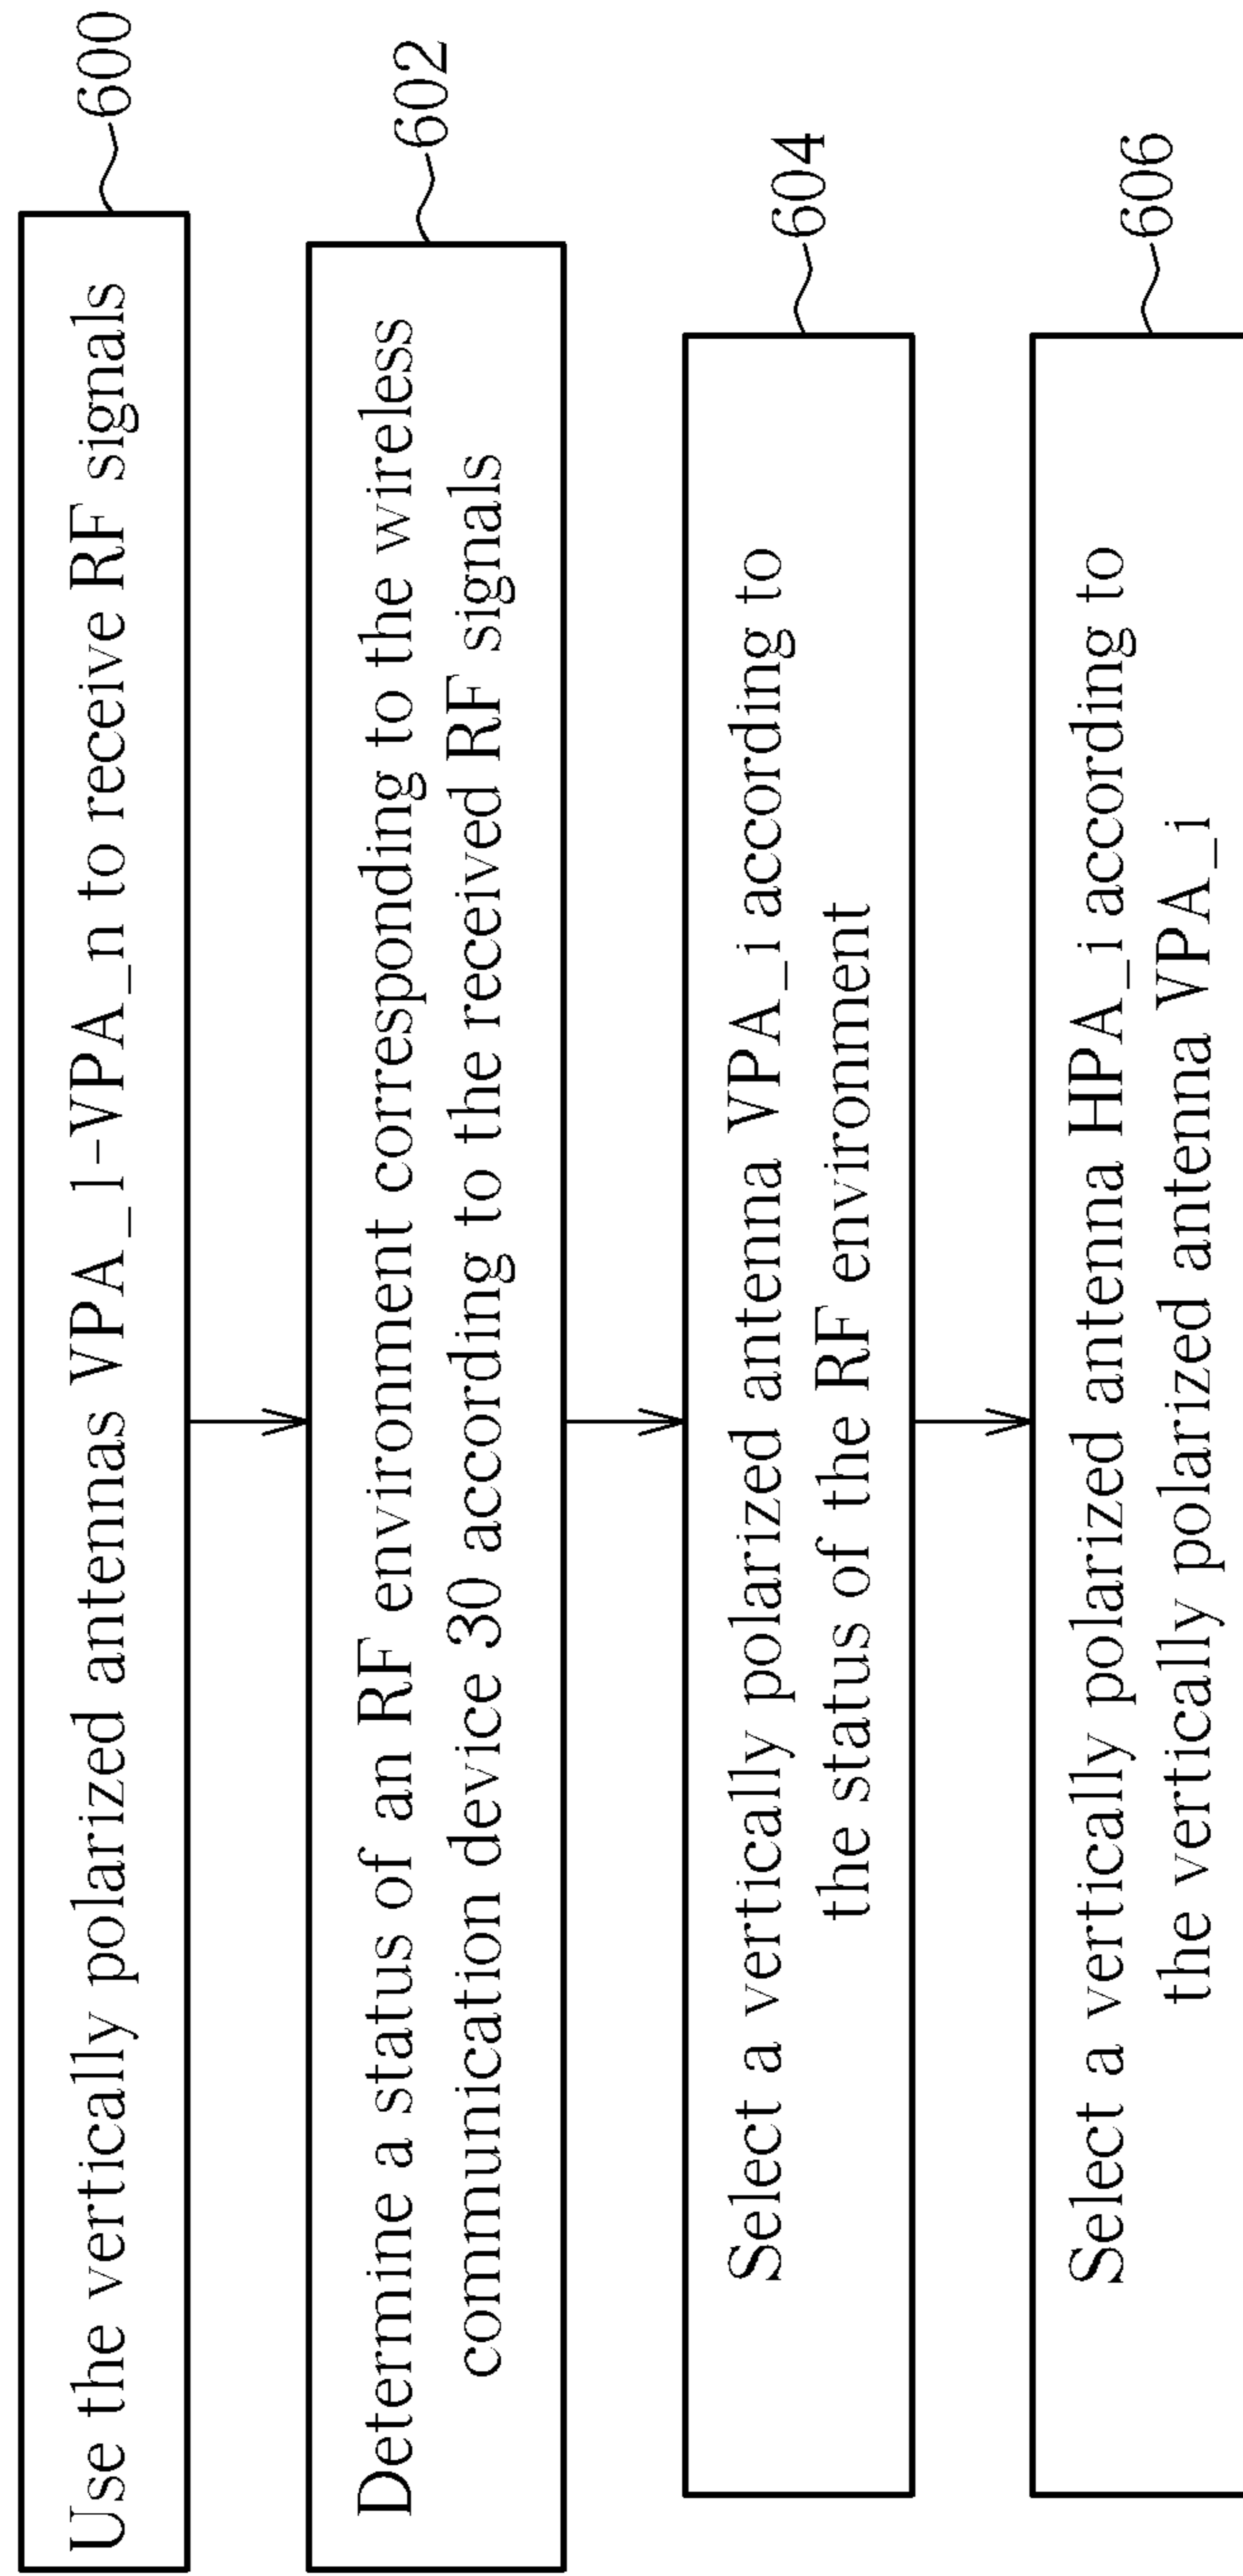 Use the vertically polarized antennas VPA_1-VPA_n to receive RF signals
600
Determine a status of an RF environment corresponding to the wireless
communication device 30 according to the received RF signals
602
Select a vertically polarized antenna VPA_i according to
the status of the RF environment
604
Select a vertically polarized antenna HPA_i according to
the vertically polarized antenna VPA_i
606